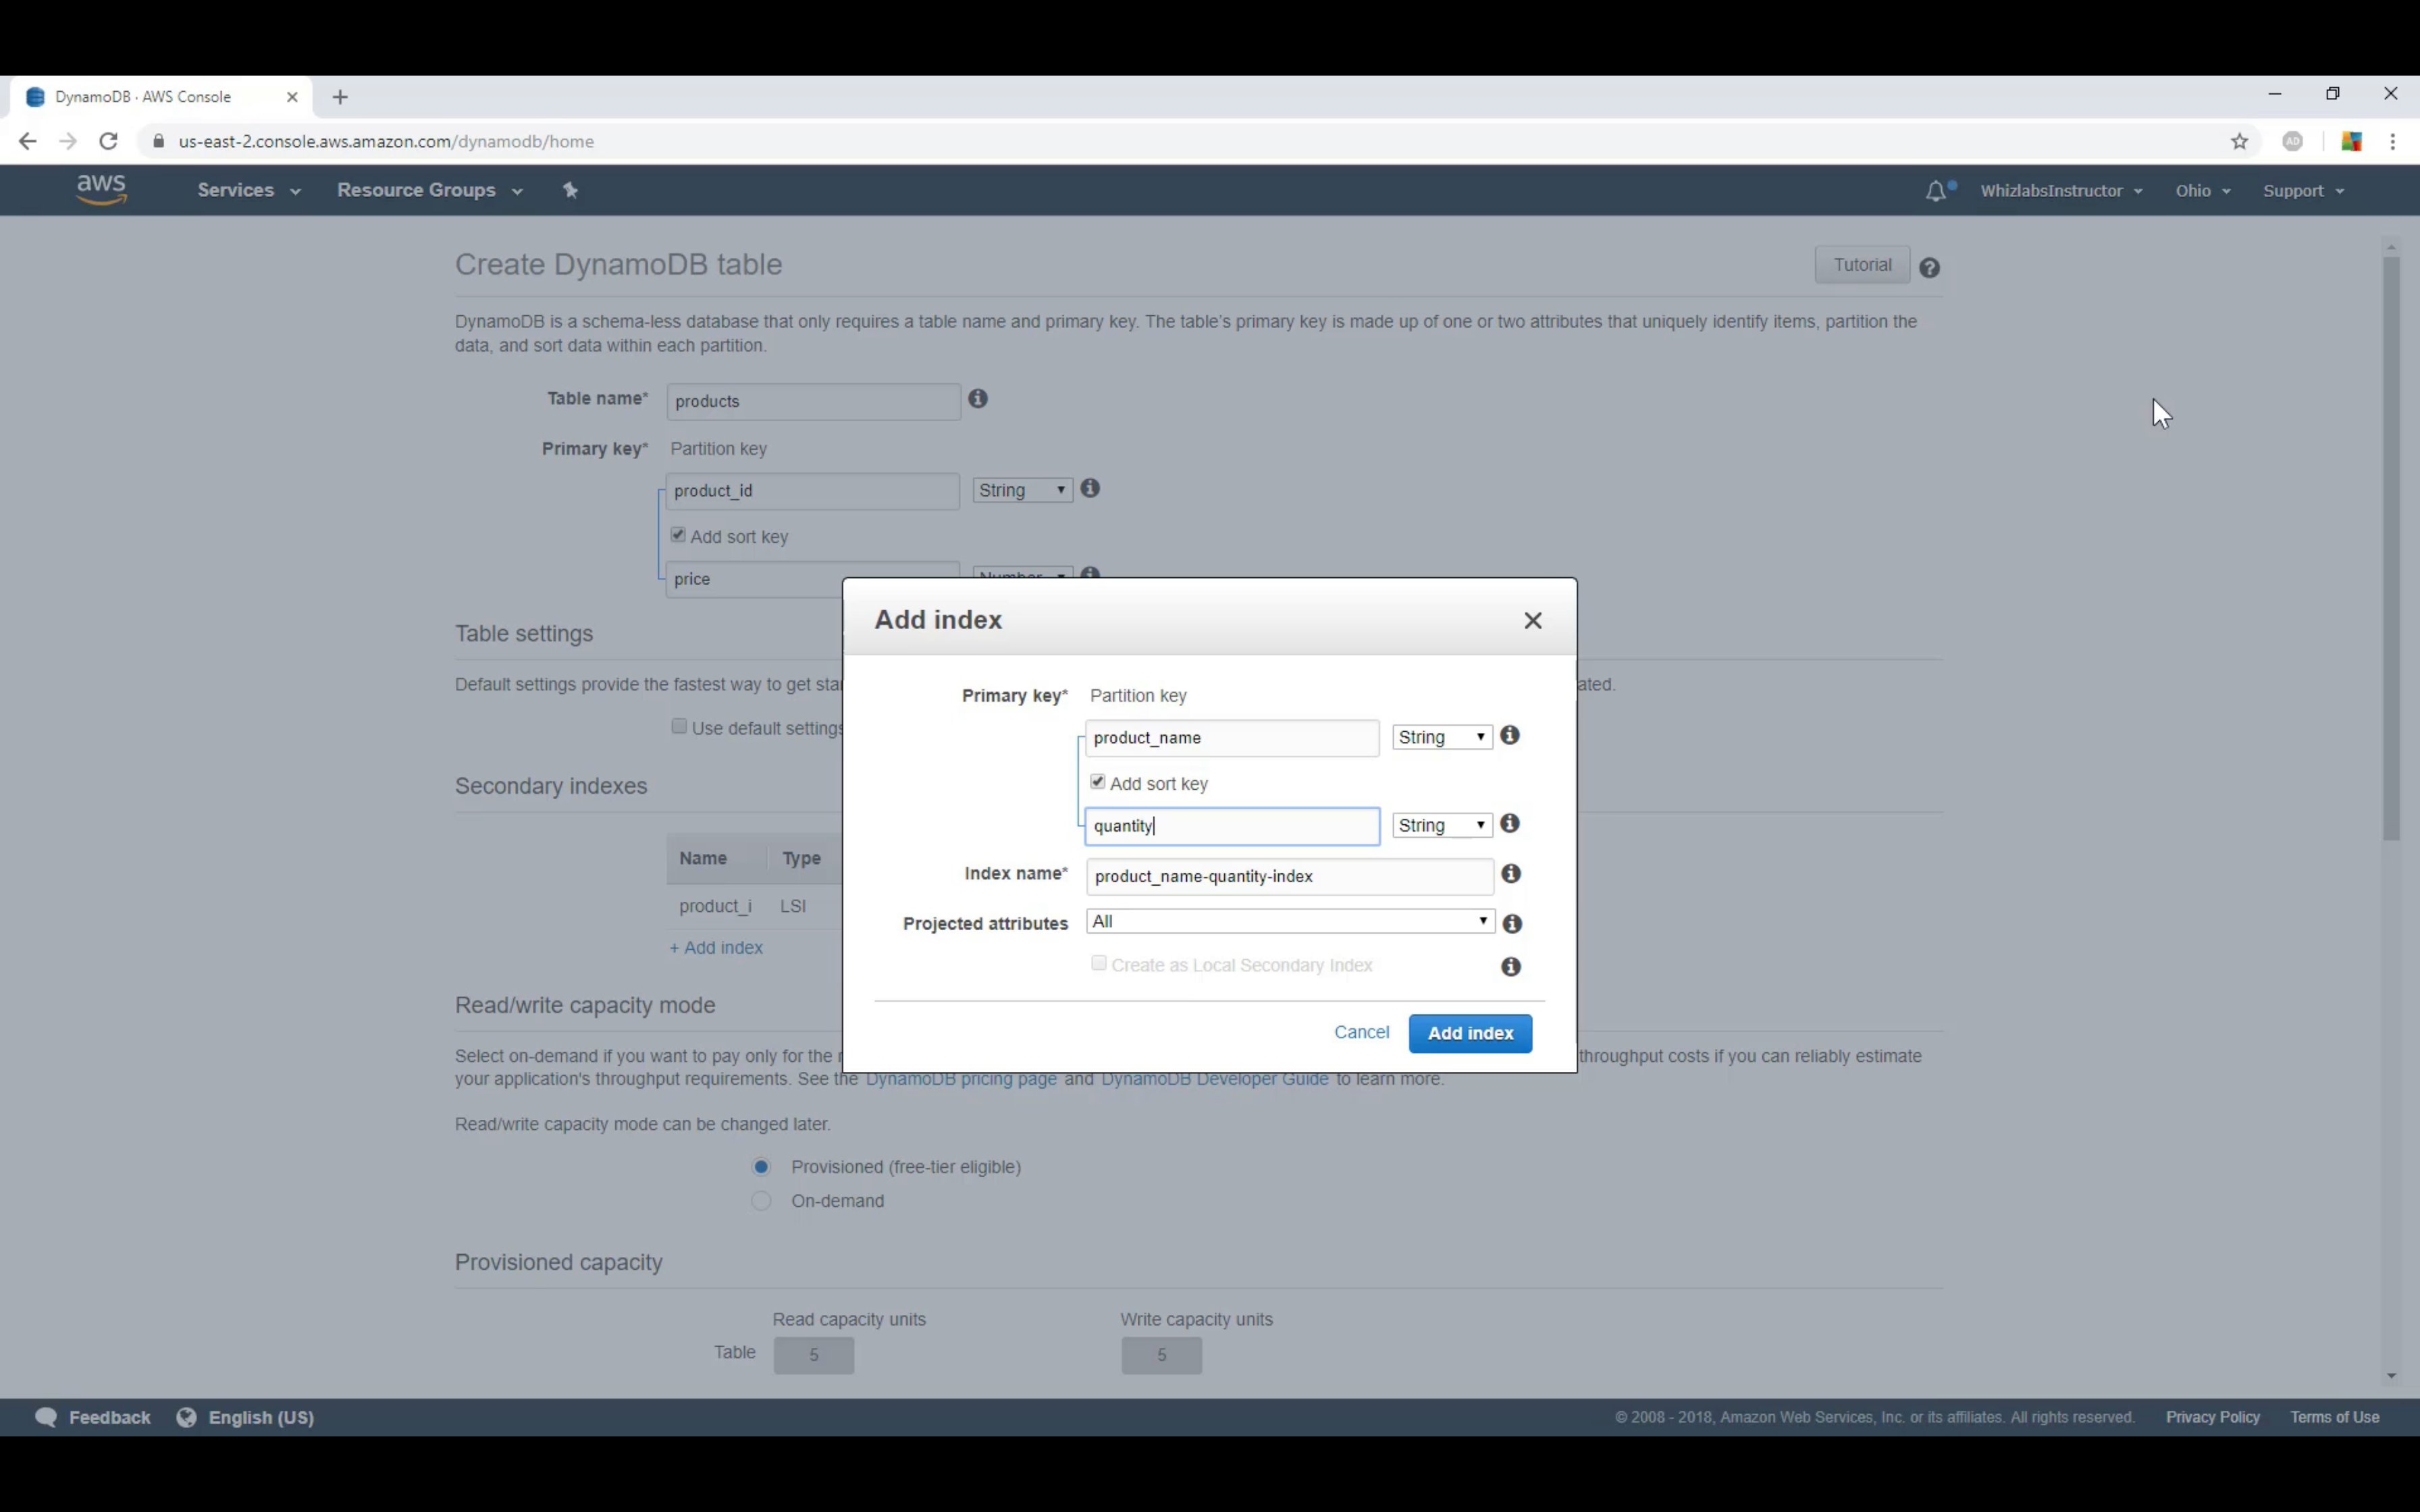 DynamoDB · AWS Console
us-east-2.console.aws.amazon.com/dynamodb/home
AD
aws Services Resource Groups WhizlabsInstructor Ohio Support
Create DynamoDB table Tutorial
DynamoDB is a schema-less database that only requires a table name and primary key. The table's primary key is made up of one or two attributes that uniquely identify items, partition the
data, and sort data within each partition.
Table name* products
Primary key* Partition key
product_id String
Add sort key
price Number
Table settings
Default settings provide the fastest way to get
Use default settings
Secondary indexes
Name Type
product_i LSI
+ Add index
Add index
Primary key* Partition key
product_name String
Add sort key
quantity String
Index name* product_name-quantity-index
Projected attributes All
Create as Local Secondary Index
Cancel Add index
Read/write capacity mode
Select on-demand if you want to pay only for the throughput costs if you can reliably estimate
your application's throughput requirements. See the DynamoDB pricing page and DynamoDB Developer Guide to learn more.
Read/write capacity mode can be changed later.
Provisioned (free-tier eligible)
On-demand
Provisioned capacity
Read capacity units Write capacity units
Table 5 5
Feedback English (US) © 2008 - 2018, Amazon Web Services, Inc. or its affiliates. All rights reserved. Privacy Policy Terms of Use